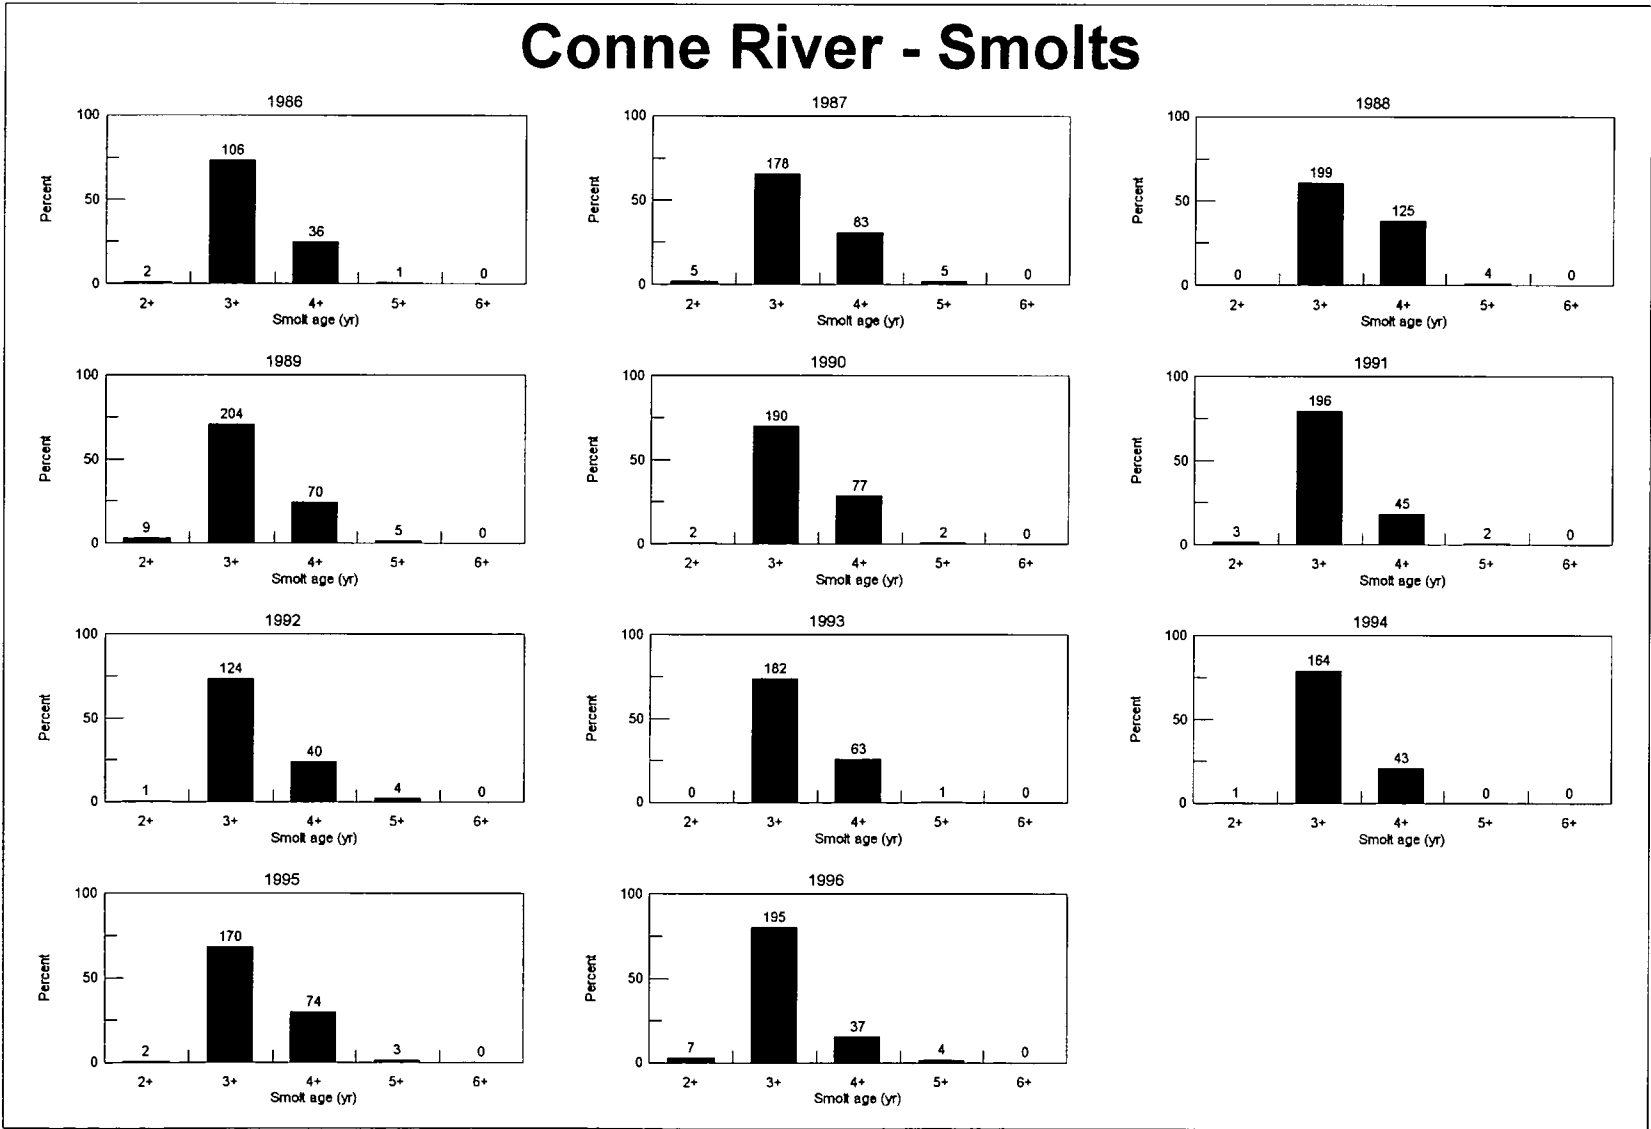 Conne River - Smolts
1986
100
50
0
Percent
2 106 36 1 0
2+ 3+ 4+ 5+ 6+
Smolt age (yr)
1987
100
50
0
Percent
5 178 83 5 0
2+ 3+ 4+ 5+ 6+
Smolt age (yr)
1988
100
50
0
Percent
0 199 125 4 0
2+ 3+ 4+ 5+ 6+
Smolt age (yr)
1989
100
50
0
Percent
9 204 70 5 0
2+ 3+ 4+ 5+ 6+
Smolt age (yr)
1990
100
50
0
Percent
2 190 77 2 0
2+ 3+ 4+ 5+ 6+
Smolt age (yr)
1991
100
50
0
Percent
3 196 45 2 0
2+ 3+ 4+ 5+ 6+
Smolt age (yr)
1992
100
50
0
Percent
1 124 40 4 0
2+ 3+ 4+ 5+ 6+
Smolt age (yr)
1993
100
50
0
Percent
0 182 63 1 0
2+ 3+ 4+ 5+ 6+
Smolt age (yr)
1994
100
50
0
Percent
1 164 43 0 0
2+ 3+ 4+ 5+ 6+
Smolt age (yr)
1995
100
50
0
Percent
2 170 74 3 0
2+ 3+ 4+ 5+ 6+
Smolt age (yr)
1996
100
50
0
Percent
7 195 37 4 0
2+ 3+ 4+ 5+ 6+
Smolt age (yr)